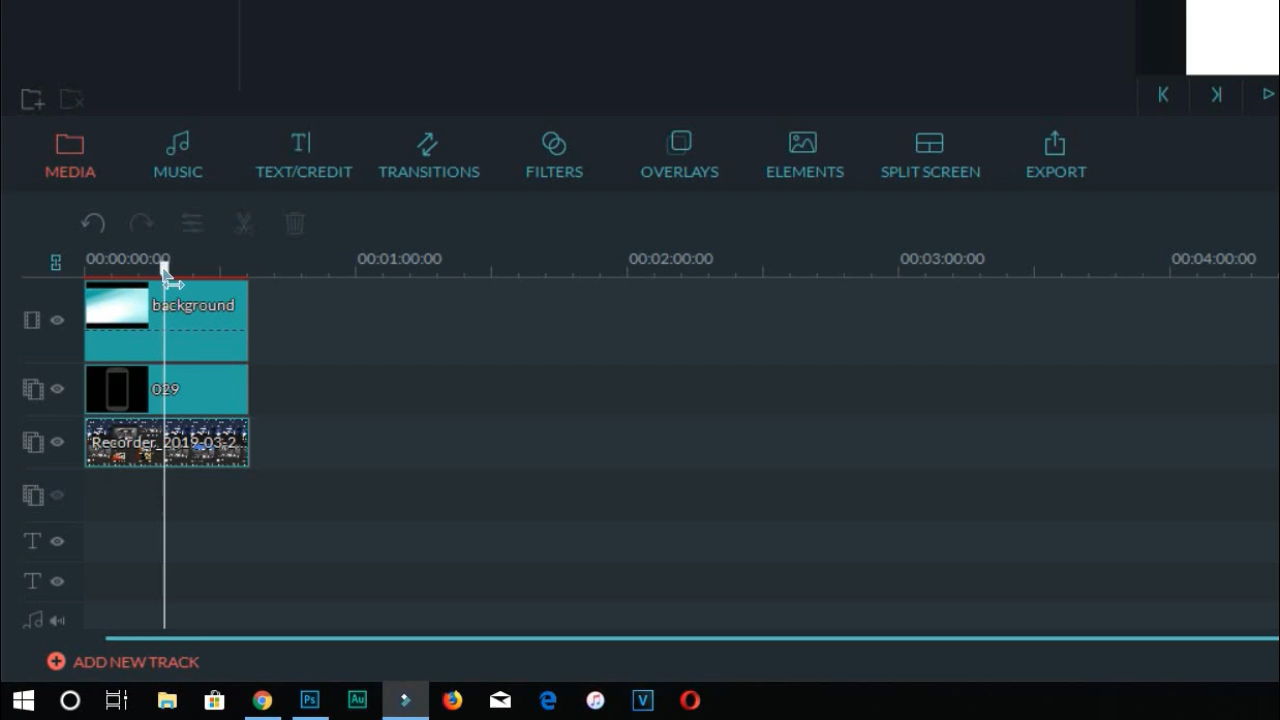 MEDIA MUSIC TEXT/CREDIT TRANSITIONS FILTERS OVERLAYS ELEMENTS SPLIT SCREEN EXPORT
00:00:00:00 00:01:00:00 00:02:00:00 00:03:00:00 00:04:00:00
background
029
Recorder_2019-03-2
T
T
ADD NEW TRACK
Ps Au V